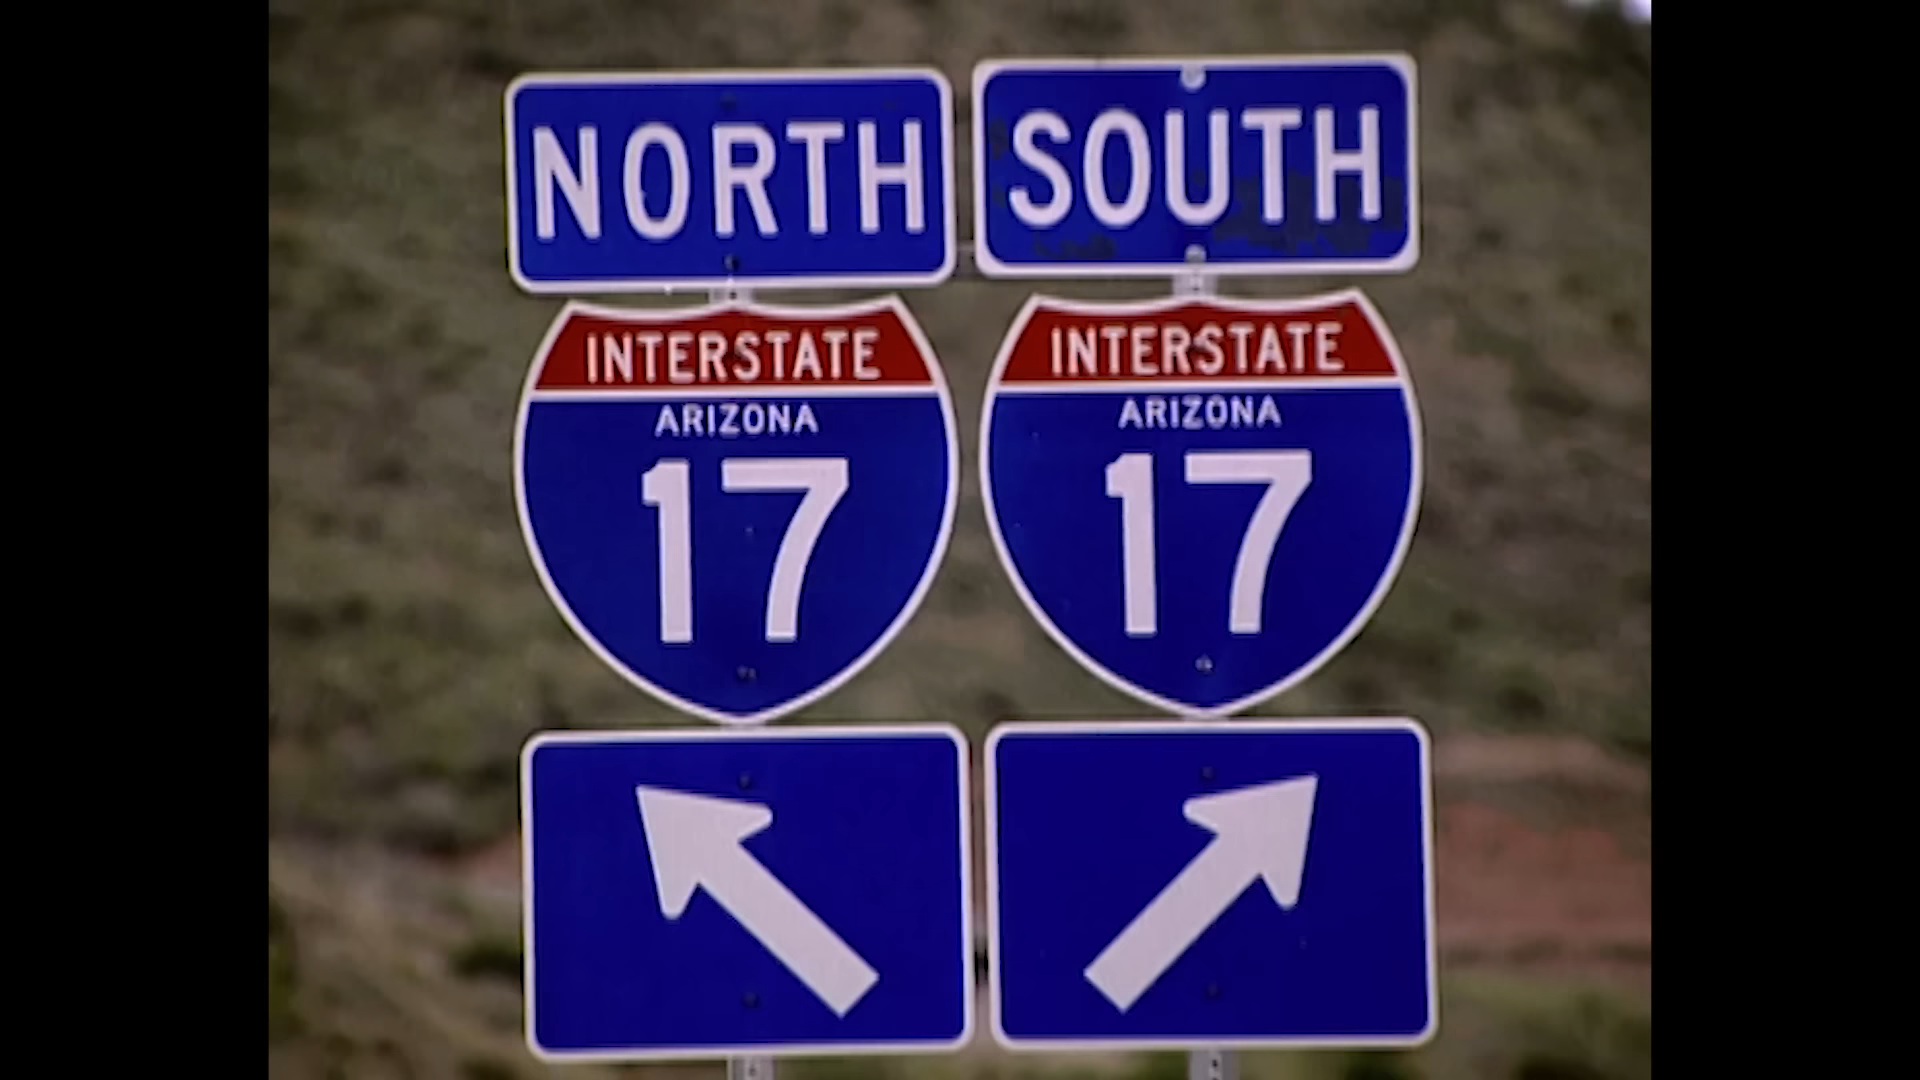 NORTH
INTERSTATE
ARIZONA
17
SOUTH
INTERSTATE
ARIZONA
17